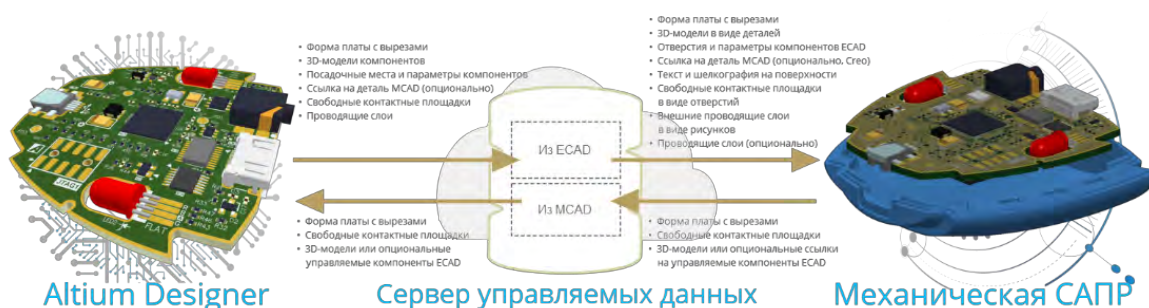 • Форма платы с вырезами
• 3D-модели компонентов
• Посадочные места и параметры компонентов
• Ссылка на деталь MCAD (опционально)
• Свободные контактные площадки
• Проводящие слои
• Форма платы с вырезами
• 3D-модели в виде деталей
• Отверстия и параметры компонентов ECAD
• Ссылка на деталь MCAD (опционально, Creo)
• Текст и шелкография на поверхности
• Свободные контактные площадки
в виде отверстий
• Внешние проводящие слои
в виде рисунков
• Проводящие слои (опционально)
Из ECAD
Из MCAD
• Форма платы с вырезами
• Свободные контактные площадки
• 3D-модели или опциональные
управляемые компоненты ECAD
• Форма платы с вырезами
• Свободные контактные площадки
• 3D-модели или опциональные ссылки
на управляемые компоненты ECAD
JTAG1
FLAT
Altium Designer
Сервер управляемых данных
Механическая САПР